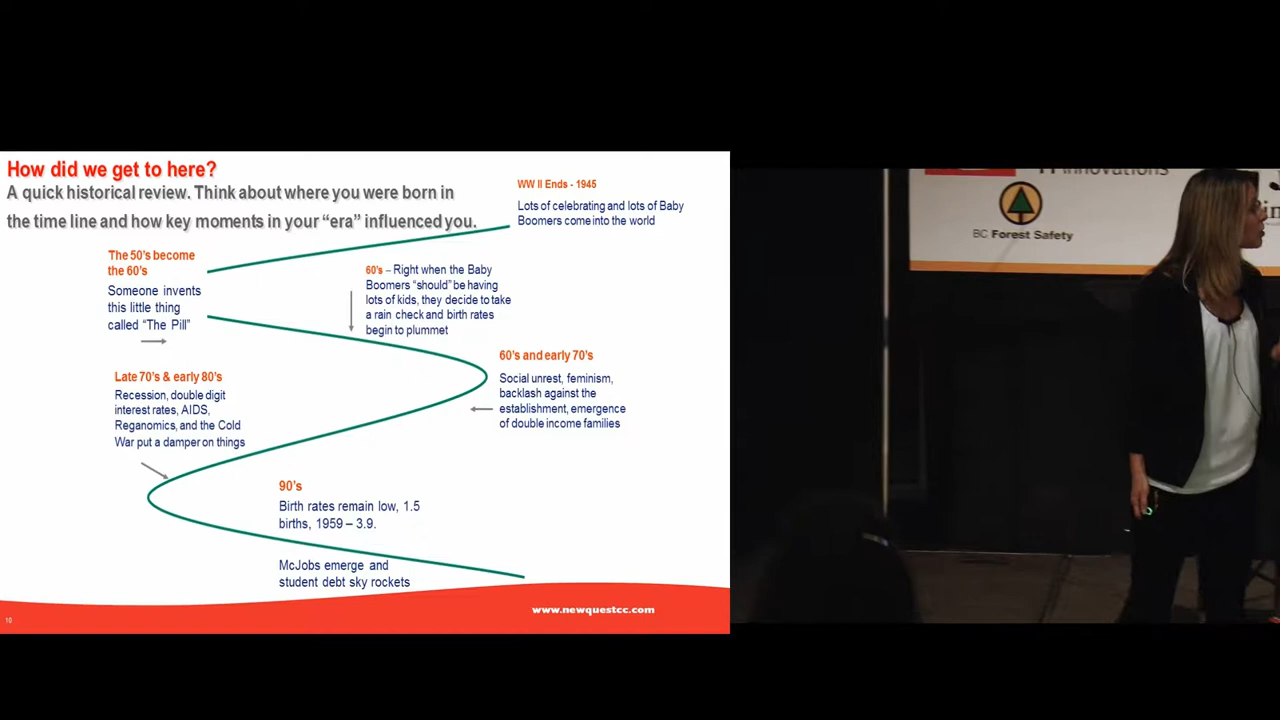 How did we get to here?
A quick historical review. Think about where you were born in
the time line and how key moments in your “era” influenced you.
WW II Ends - 1945
Lots of celebrating and lots of Baby
Boomers come into the world
The 50's become
the 60's
Someone invents
this little thing
called “The Pill”
60's – Right when the Baby
Boomers “should” be having
lots of kids, they decide to take
a rain check and birth rates
begin to plummet
60's and early 70's
Social unrest, feminism,
backlash against the
establishment, emergence
of double income families
Late 70's & early 80's
Recession, double digit
interest rates, AIDS,
Reganomics, and the Cold
War put a damper on things
90's
Birth rates remain low, 1.5
births, 1959 – 3.9.
McJobs emerge and
student debt sky rockets
www.newquestcc.com
10
BC Forest Safety